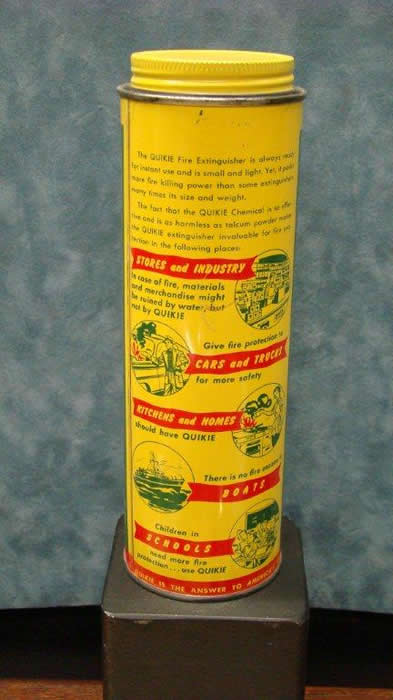 The QUIKIE Fire Extinguisher is always ready
for instant use and is small and light. Yet, it packs
more fire killing power than some extinguishers
many times its size and weight.
The fact that the QUIKIE Chemical is so effec-
tive and is as harmless as talcum powder makes
the QUIKIE extinguisher invaluable for fire pro-
tection in the following places:
STORES and INDUSTRY
In case of fire, materials
and merchandise might
be ruined by water, but
not by QUIKIE
Give fire protection to
CARS and TRUCKS
for more safety
KITCHENS and HOMES
should have QUIKIE
There is no fire
BOATS
Children in
SCHOOLS
need more fire
protection...use QUIKIE
QUIKIE IS THE ANSWER TO